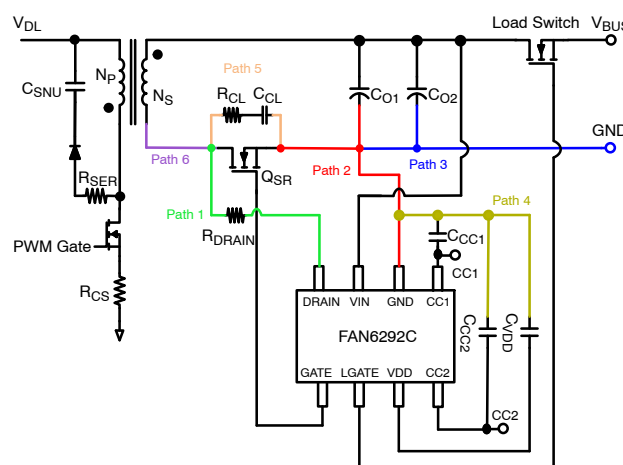 Load Switch
VDL
VBUS
Path 5
CSNU
NP
NS
RCL
CCL
CO1
CO2
GND
Path 6
Path 2
Path 3
QSR
RSER
Path 1
Path 4
RDRAIN
CCC1
PWM Gate
CC1
RCS
DRAIN
VIN
GND
CC1
FAN6292C
CCC2
CVDD
GATE
LGATE
VDD
CC2
CC2